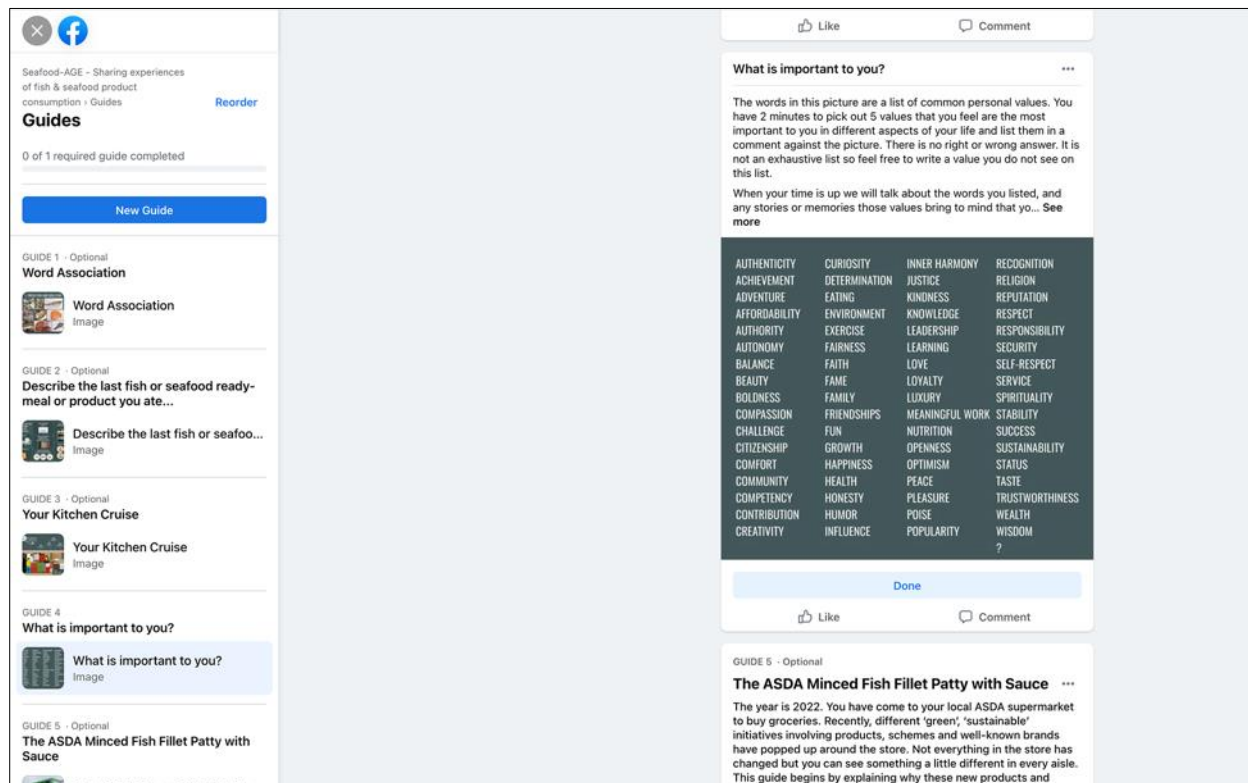 Seafood-AGE - Sharing experiences
of fish & seafood product
consumption › Guides
Reorder
Guides
0 of 1 required guide completed
New Guide
GUIDE 1 · Optional
Word Association
Word Association
Image
GUIDE 2 · Optional
Describe the last fish or seafood ready-
meal or product you ate...
Describe the last fish or seafoo...
Image
GUIDE 3 · Optional
Your Kitchen Cruise
Your Kitchen Cruise
Image
GUIDE 4
What is important to you?
What is important to you?
Image
GUIDE 5 · Optional
The ASDA Minced Fish Fillet Patty with
Sauce
Like Comment
What is important to you?
The words in this picture are a list of common personal values. You
have 2 minutes to pick out 5 values that you feel are the most
important to you in different aspects of your life and list them in a
comment against the picture. There is no right or wrong answer. It is
not an exhaustive list so feel free to write a value you do not see on
this list.
When your time is up we will talk about the words you listed, and
any stories or memories those values bring to mind that yo... See
more
AUTHENTICITY CURIOSITY INNER HARMONY RECOGNITION
ACHIEVEMENT DETERMINATION JUSTICE RELIGION
ADVENTURE EATING KINDNESS REPUTATION
AFFORDABILITY ENVIRONMENT KNOWLEDGE RESPECT
AUTHORITY EXERCISE LEADERSHIP RESPONSIBILITY
AUTONOMY FAIRNESS LEARNING SECURITY
BALANCE FAITH LOVE SELF-RESPECT
BEAUTY FAME LOYALTY SERVICE
BOLDNESS FAMILY LUXURY SPIRITUALITY
COMPASSION FRIENDSHIPS MEANINGFUL WORK STABILITY
CHALLENGE FUN NUTRITION SUCCESS
CITIZENSHIP GROWTH OPENNESS SUSTAINABILITY
COMFORT HAPPINESS OPTIMISM STATUS
COMMUNITY HEALTH PEACE TASTE
COMPETENCY HONESTY PLEASURE TRUSTWORTHINESS
CONTRIBUTION HUMOR POISE WEALTH
CREATIVITY INFLUENCE POPULARITY WISDOM
?
Done
Like Comment
GUIDE 5 · Optional
The ASDA Minced Fish Fillet Patty with Sauce
The year is 2022. You have come to your local ASDA supermarket
to buy groceries. Recently, different ‘green’, ‘sustainable’
initiatives involving products, schemes and well-known brands
have popped up around the store. Not everything in the store has
changed but you can see something a little different in every aisle.
This guide begins by explaining why these new products and